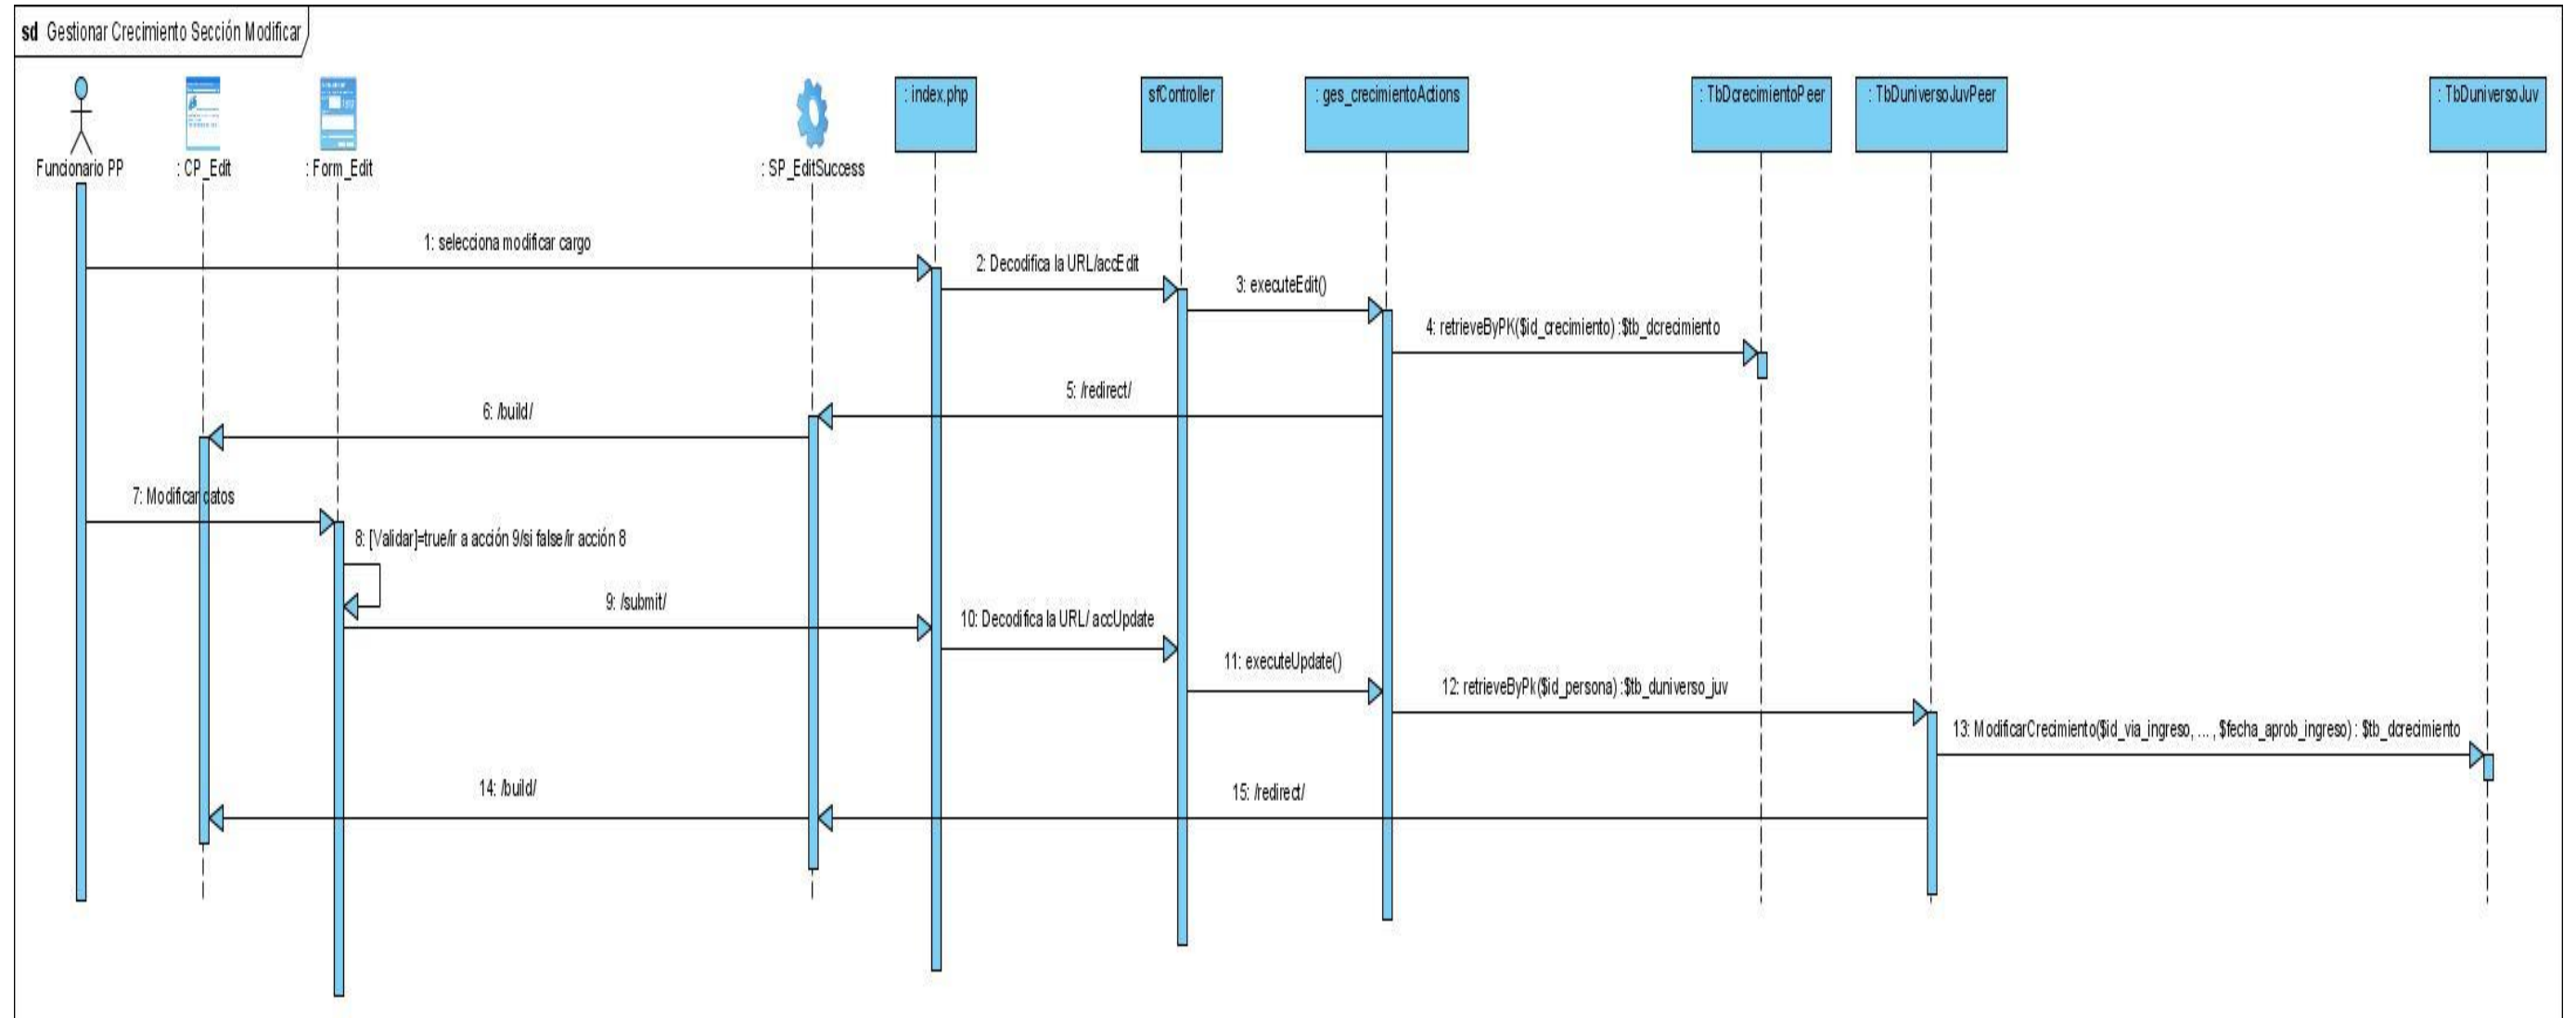 sd Gestionar Crecimiento Sección Modificar
Funcionario PP
: CP_Edit
: Form_Edit
: SP_EditSuccess
: index.php
sfController
: ges_crecimientoActions
: TbDcrecimientoPeer
: TbDuniversoJuvPeer
: TbDuniversoJuv
1: selecciona modificar cargo
2: Decodifica la URL/accEdit
3: executeEdit()
4: retrieveByPK($id_crecimiento) :$tb_dcrecimiento
5: /redirect/
6: /build/
7: Modificar datos
8: [Validar]=true/ir a acción 9/si false/ir acción 8
9: /submit/
10: Decodifica la URL/ accUpdate
11: executeUpdate()
12: retrieveByPk($id_persona) :$tb_duniverso_juv
13: ModificarCrecimiento($id_via_ingreso, ... , $fecha_aprob_ingreso) : $tb_dcrecimiento
14: /build/
15: /redirect/